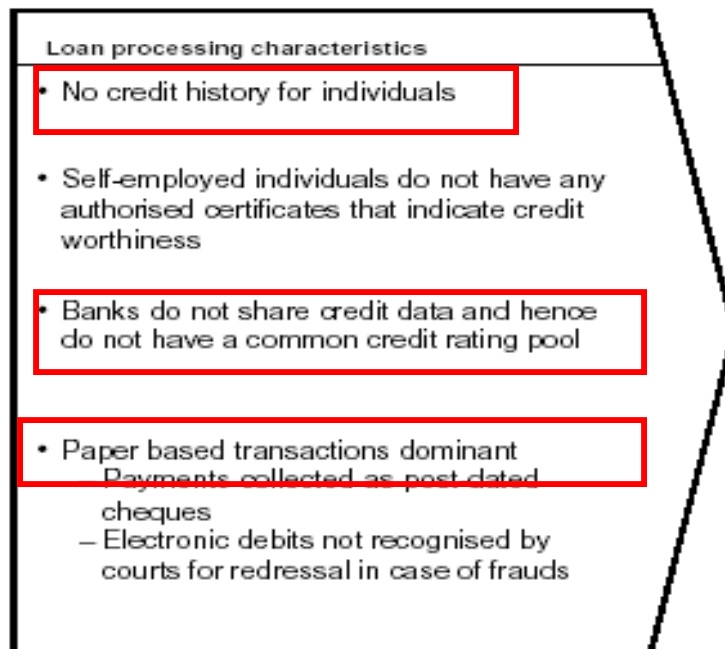 Loan processing characteristics
• No credit history for individuals
• Self-employed individuals do not have any
authorised certificates that indicate credit
worthiness
• Banks do not share credit data and hence
do not have a common credit rating pool
• Paper based transactions dominant
– Payments collected as post dated
cheques
– Electronic debits not recognised by
courts for redressal in case of frauds